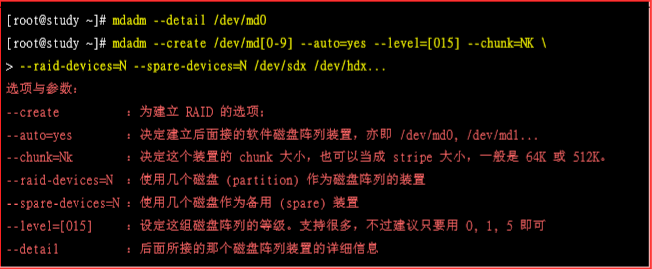 [root@study ~]# mdadm --detail /dev/md0
[root@study ~]# mdadm --create /dev/md[0-9] --auto=yes --level=[015] --chunk=NK \
> --raid-devices=N --spare-devices=N /dev/sdx /dev/hdx...
选项与参数:
--create : 为建立 RAID 的选项;
--auto=yes : 决定建立后面接的软件磁盘阵列装置, 亦即 /dev/md0, /dev/md1...
--chunk=Nk : 决定这个装置的 chunk 大小, 也可以当成 stripe 大小, 一般是 64K 或 512K。
--raid-devices=N : 使用几个磁盘 (partition) 作为磁盘阵列的装置
--spare-devices=N : 使用几个磁盘作为备用 (spare) 装置
--level=[015] : 设定这组磁盘阵列的等级。支持很多, 不过建议只要用 0, 1, 5 即可
--detail : 后面所接的那个磁盘阵列装置的详细信息